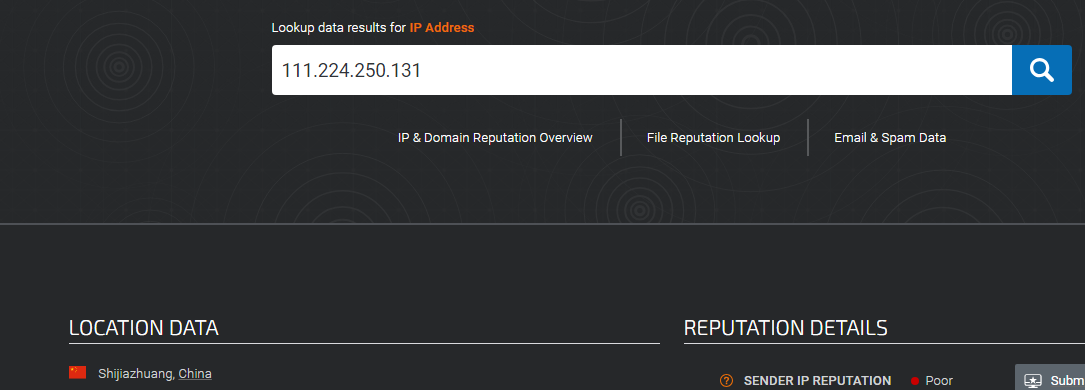 Lookup data results for IP Address
111.224.250.131
IP & Domain Reputation Overview
File Reputation Lookup
Email & Spam Data
LOCATION DATA
Shijiazhuang, China
REPUTATION DETAILS
SENDER IP REPUTATION
Poor
Subm